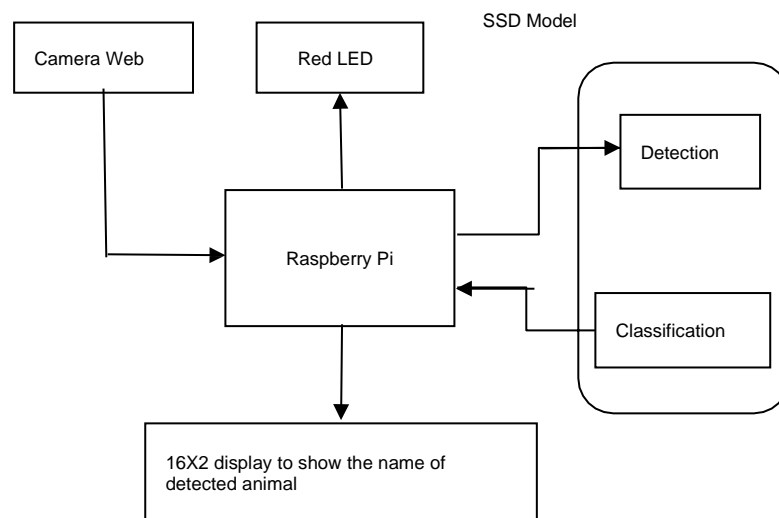 SSD Model
Camera Web
Red LED
Detection
Raspberry Pi
Classification
16X2 display to show the name of
detected animal